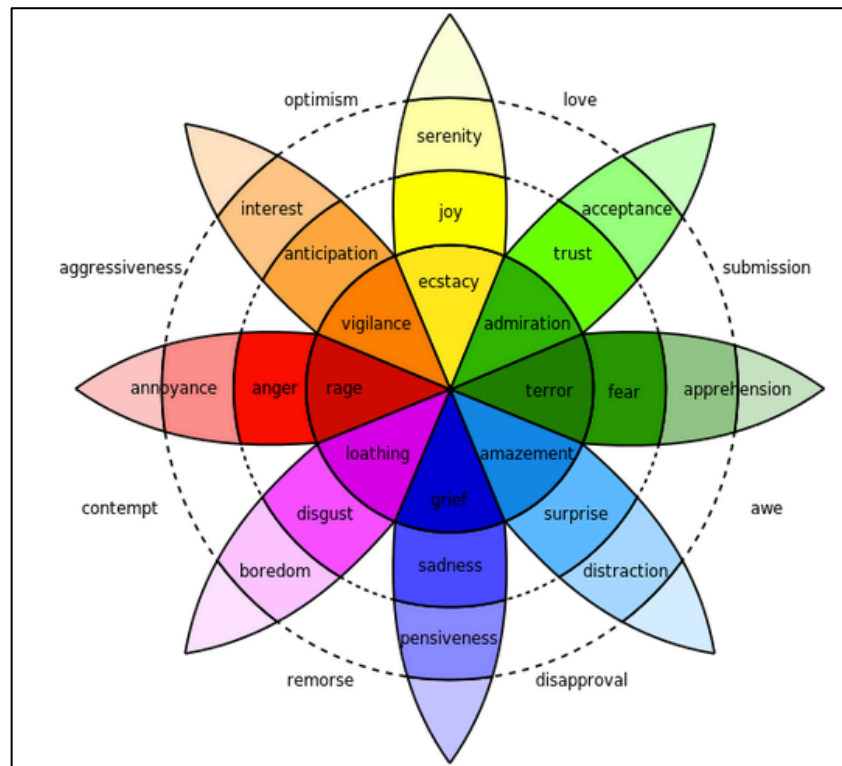 optimism
love
serenity
interest
acceptance
joy
anticipation
trust
aggressiveness
submission
ecstacy
vigilance
admiration
annoyance
anger
rage
terror
fear
apprehension
loathing
amazement
grief
contempt
awe
disgust
surprise
boredom
sadness
distraction
pensiveness
remorse
disapproval